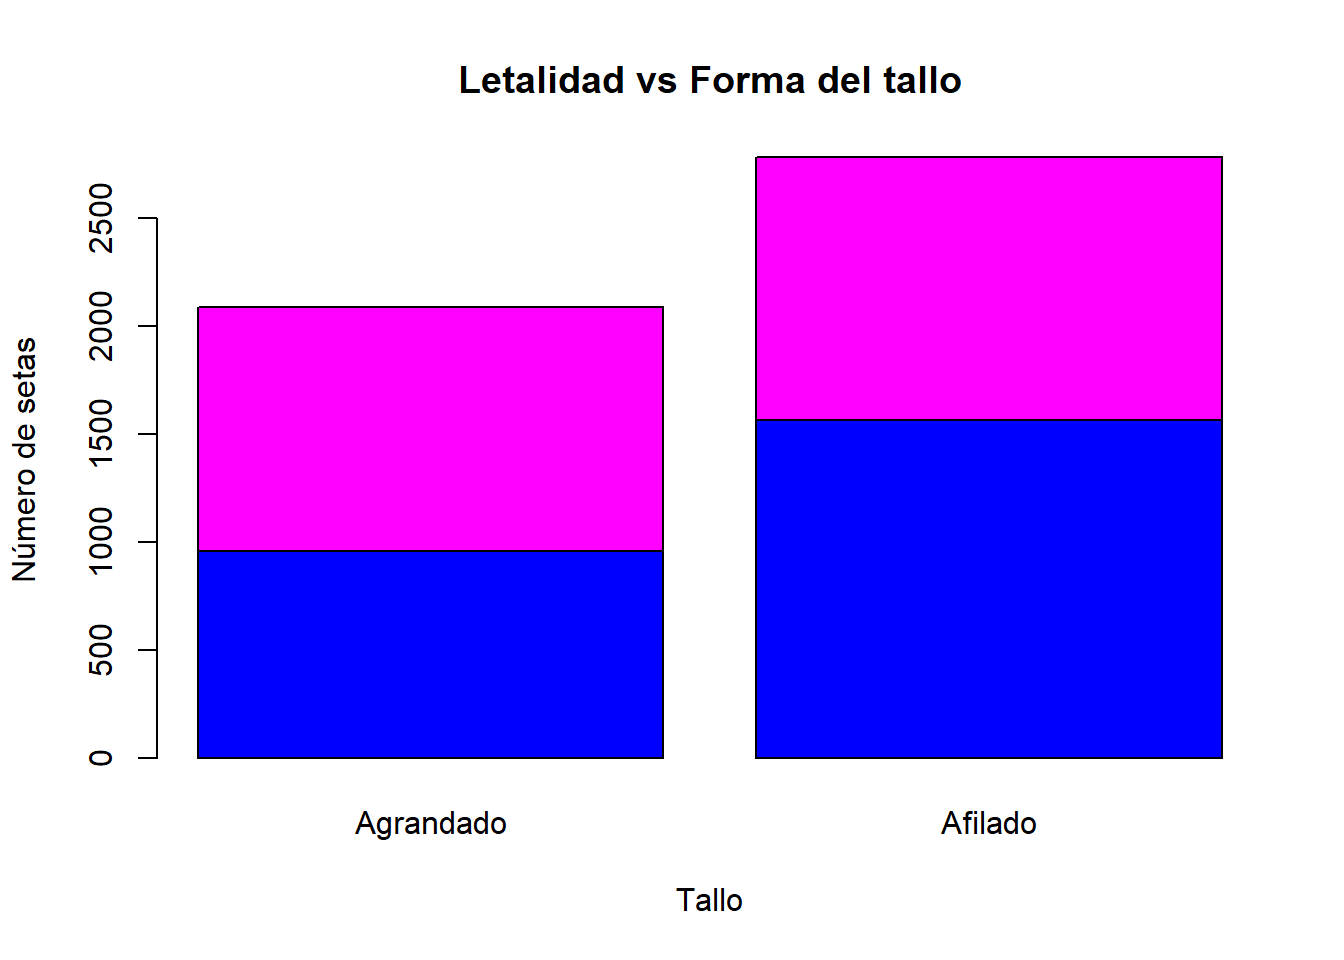 Letalidad vs Forma del tallo
Número de setas
2500
2000
1500
1000
500
0
Agrandado
Afilado
Tallo